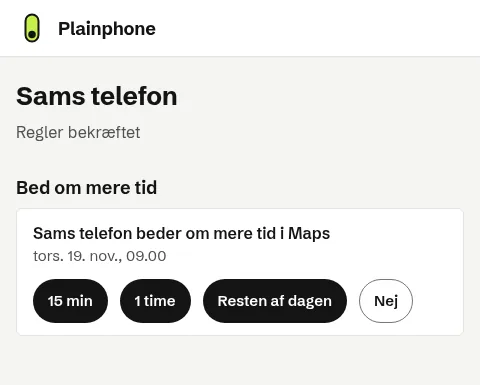 Plainphone
Sams telefon
Regler bekræftet
Bed om mere tid
Sams telefon beder om mere tid i Maps
tors. 19. nov., 09.00
15 min
1 time
Resten af dagen
Nej